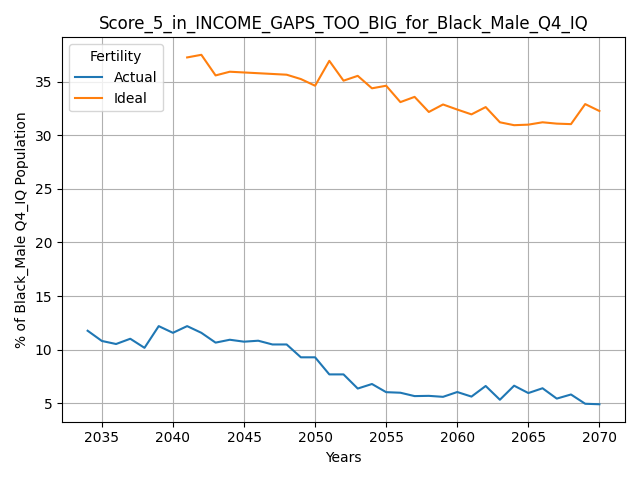 Score_5_in_INCOME_GAPS_TOO_BIG_for_Black_Male_Q4_IQ
Fertility
Actual
Ideal
% of Black_Male Q4_IQ Population
35
30
25
20
15
10
5
2035 2040 2045 2050 2055 2060 2065 2070
Years